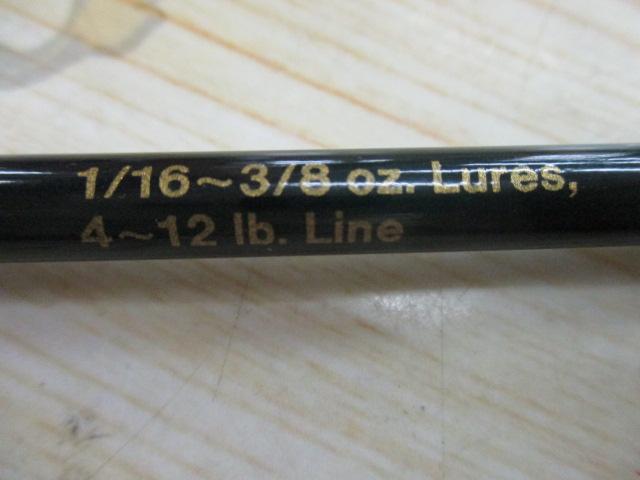 1/16~3/8 oz. Lures,
4~12 lb. Line